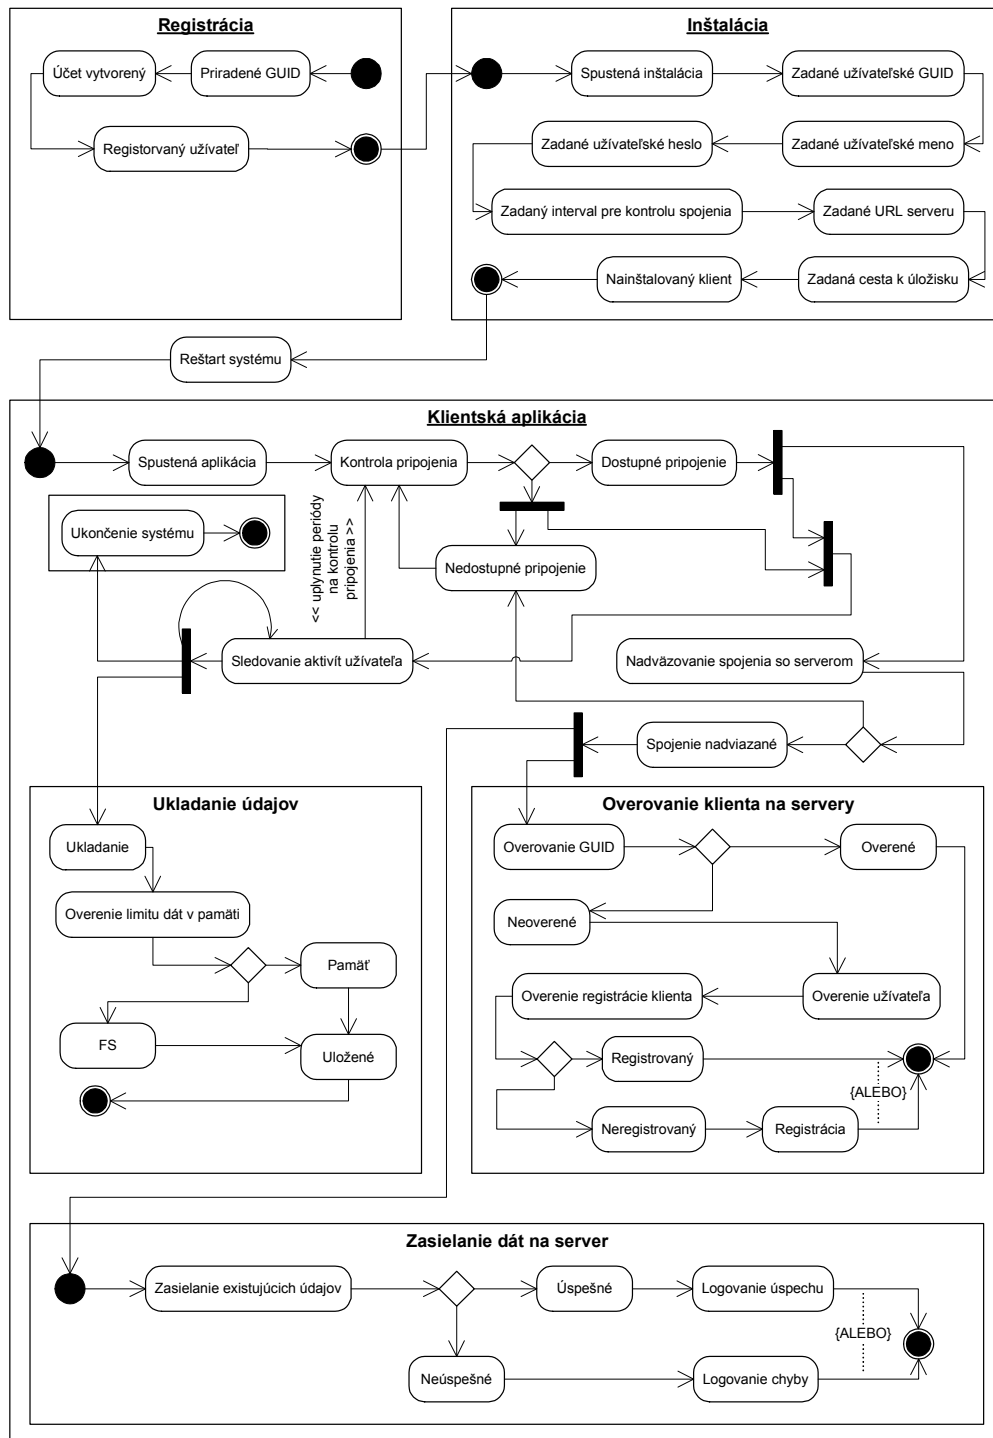 Registrácia
Účet vytvorený
Priradené GUID
Registorvaný užívateľ
Inštalácia
Spustená inštalácia
Zadané užívateľské GUID
Zadané užívateľské heslo
Zadané užívateľské meno
Zadaný interval pre kontrolu spojenia
Zadané URL serveru
Nainštalovaný klient
Zadaná cesta k úložisku
Reštart systému
Klientská aplikácia
Spustená aplikácia
Kontrola pripojenia
Dostupné pripojenie
Ukončenie systému
<< uplynutie periódy
na kontrolu
pripojenia >>
Nedostupné pripojenie
Sledovanie aktivít užívateľa
Nadväzovanie spojenia so serverom
Spojenie nadviazané
Ukladanie údajov
Ukladanie
Overenie limitu dát v pamäti
Pamäť
FS
Uložené
Overovanie klienta na servery
Overovanie GUID
Overené
Neoverené
Overenie registrácie klienta
Overenie užívateľa
Registrovaný
{ALEBO}
Neregistrovaný
Registrácia
Zasielanie dát na server
Zasielanie existujúcich údajov
Úspešné
Logovanie úspechu
{ALEBO}
Neúspešné
Logovanie chyby